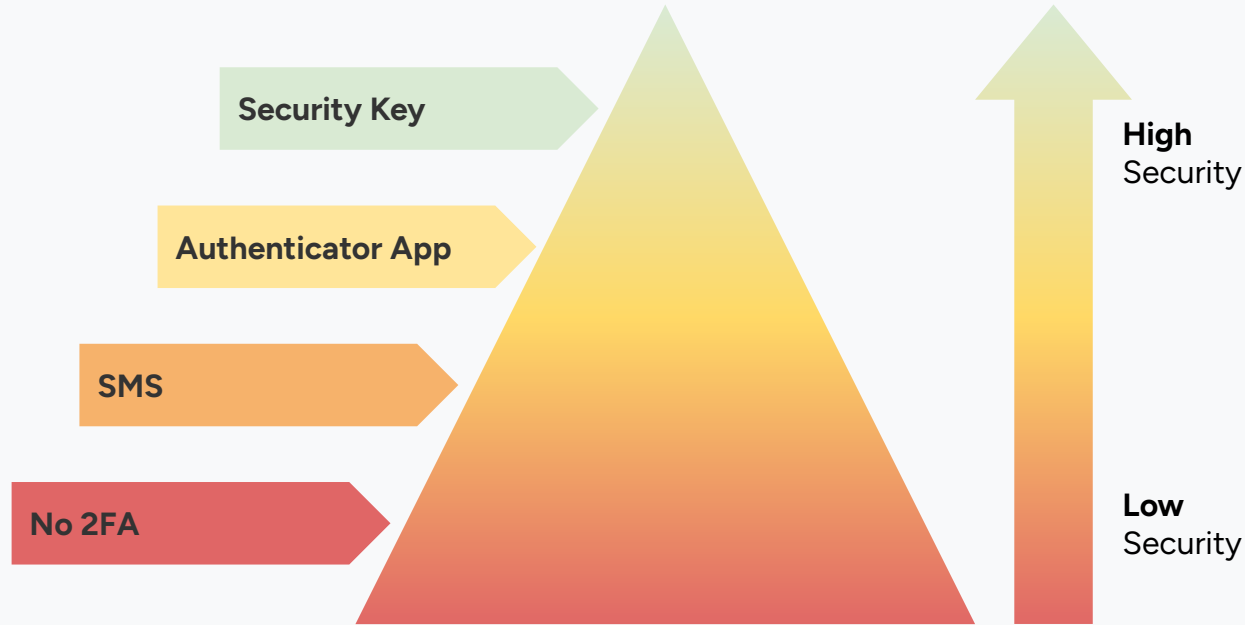 Security Key
High
Security
Authenticator App
SMS
No 2FA
Low
Security